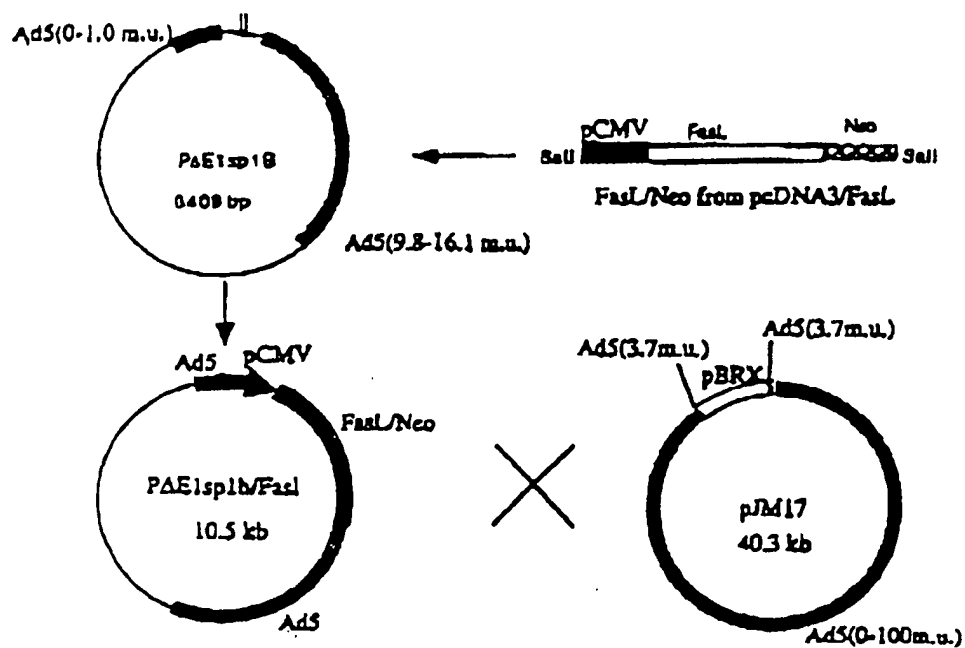 Ad5(0-1.0 m.u.)
PΔE1sp1B
6409 bp
Ad5(9.8-16.1 m.u.)
pCMV FasL Neo
SalI SalI
FasL/Neo from pcDNA3/FasL
Ad5 pCMV
FasL/Neo
PΔE1sp1b/Fasl
10.5 kb
Ad5
Ad5(3.7m.u.)
Ad5(3.7m.u.)
pBRX
pJM17
40.3 kb
Ad5(0-100m.u.)